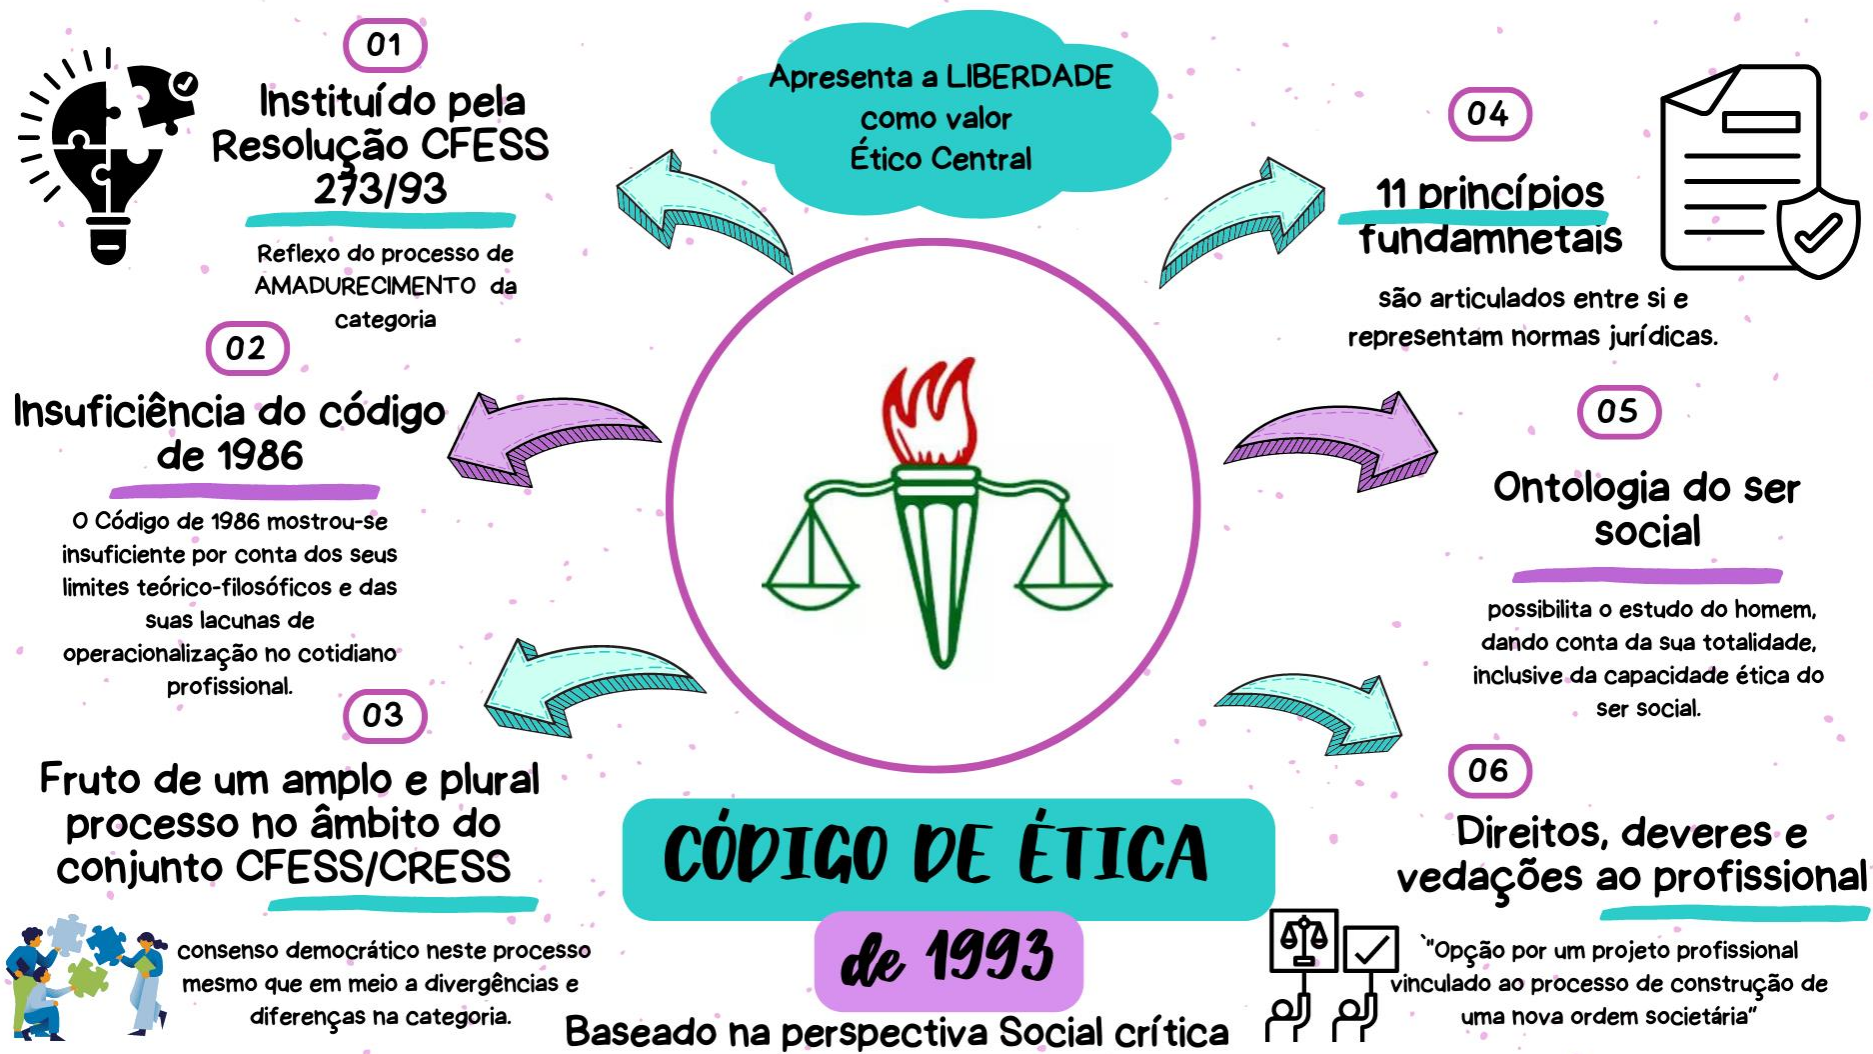 01
Instituído pela
Resolução CFESS
273/93
Reflexo do processo de
AMADURECIMENTO da
categoria
02
Insuficiência do código
de 1986
O Código de 1986 mostrou-se
insuficiente por conta dos seus
limites teórico-filosóficos e das
suas lacunas de
operacionalização no cotidiano
profissional.
03
Fruto de um amplo e plural
processo no âmbito do
conjunto CFESS/CRESS
consenso democrático neste processo
mesmo que em meio a divergências e
diferenças na categoria.
Apresenta a LIBERDADE
como valor
Ético Central
CÓDIGO DE ÉTICA
de 1993
Baseado na perspectiva Social crítica
04
11 princípios
fundamnetais
são articulados entre si e
representam normas jurídicas.
05
Ontologia do ser
social
possibilita o estudo do homem,
dando conta da sua totalidade,
inclusive da capacidade ética do
ser social.
06
Direitos, deveres e
vedações ao profissional
`"Opção por um projeto profissional
vinculado ao processo de construção de
uma nova ordem societária"